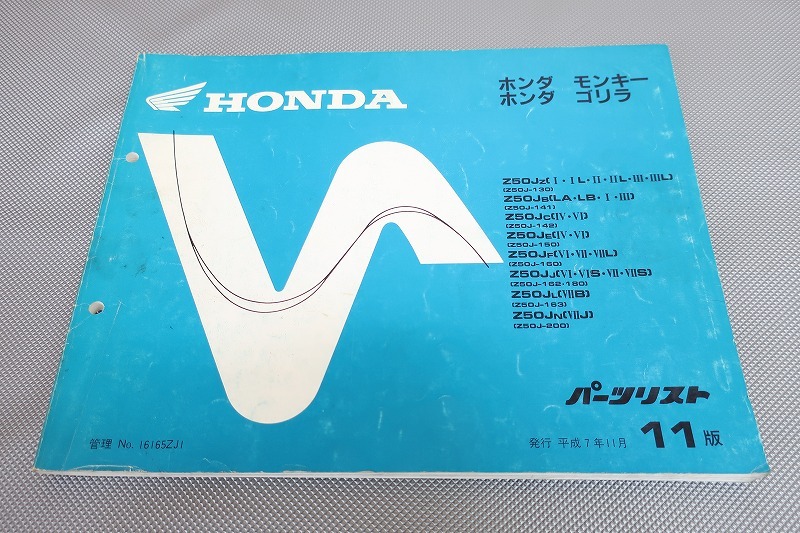 HONDA
ホンダ モンキー
ホンダ ゴリラ
Z50JZ(Ⅰ・ⅠL・Ⅱ・ⅡL・Ⅲ・ⅢL)
(Z50J-130)
Z50JB(LA・LB・Ⅰ・Ⅲ)
(Z50J-141)
Z50JC(Ⅳ・Ⅵ)
(Z50J-142)
Z50JE(Ⅳ・Ⅵ)
(Z50J-150)
Z50JF(Ⅵ・Ⅶ・ⅦL)
(Z50J-160)
Z50JJ(Ⅵ・ⅥS・Ⅶ・ⅦS)
(Z50J-162・180)
Z50JL(ⅦB)
(Z50J-163)
Z50JN(ⅦJ)
(Z50J-200)
パーツリスト
管理 No. 16165ZJ1
発行 平成7年11月 11版